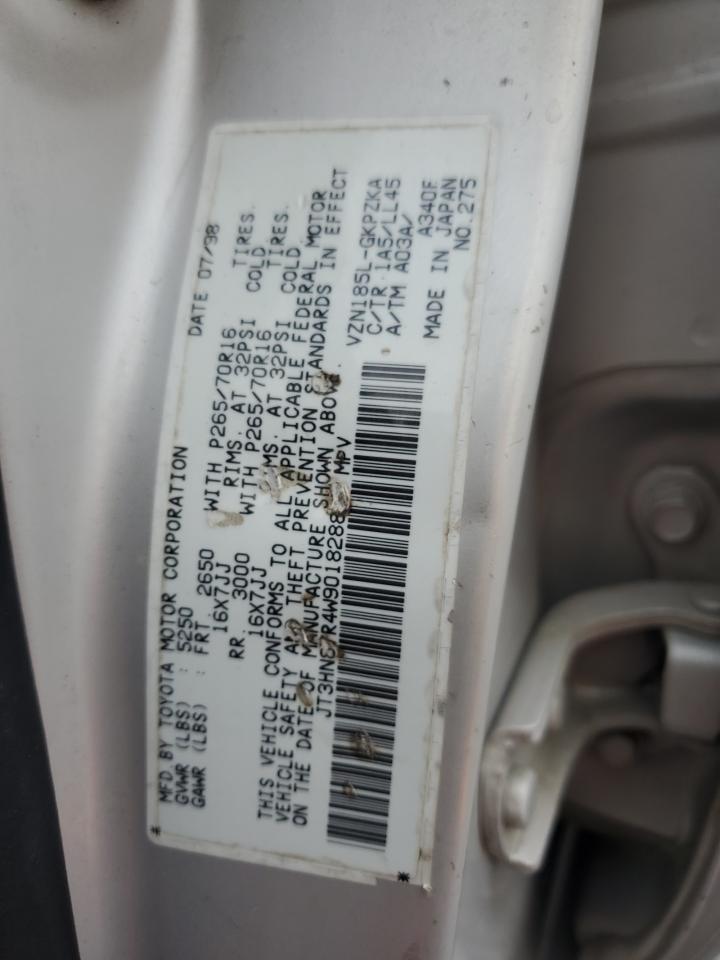 MFD BY TOYOTA MOTOR CORPORATION DATE 07/98
GVWR (LBS) : 5250
GAWR (LBS) : FRT 2650 WITH P265/70R16 TIRES.
16X7JJ RIMS. AT 32PSI COLD
RR. 3000 WITH P265/70R16 TIRES.
16X7JJ AT 32PSI COLD
THIS VEHICLE CONFORMS TO ALL APPLICABLE FEDERAL MOTOR
VEHICLE SAFETY AND THEFT PREVENTION STANDARDS IN EFFECT
ON THE DATE OF MANUFACTURE SHOWN ABOVE.
MPV
VZN185L-GKPZKA
C/TR 1A5/LL45
A/TM A03A/ A340F
MADE IN JAPAN
NO.275